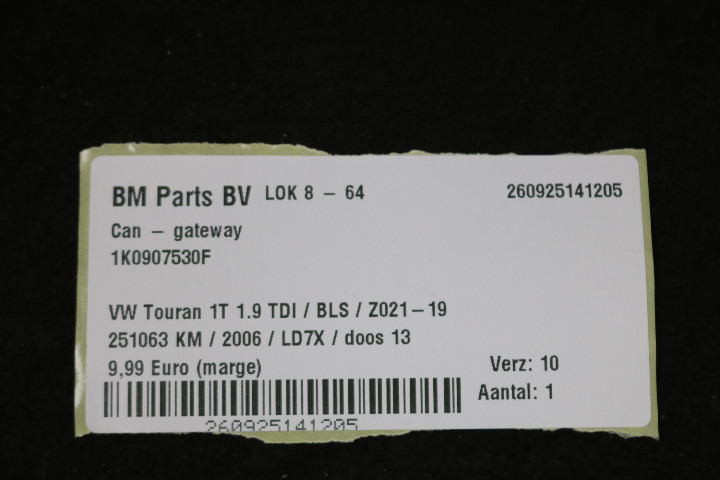 BM Parts BV LOK 8 – 64 260925141205
Can – gateway
1K0907530F
VW Touran 1T 1.9 TDI / BLS / Z021–19
251063 KM / 2006 / LD7X / doos 13
9,99 Euro (marge) Verz: 10
Aantal: 1
260925141205